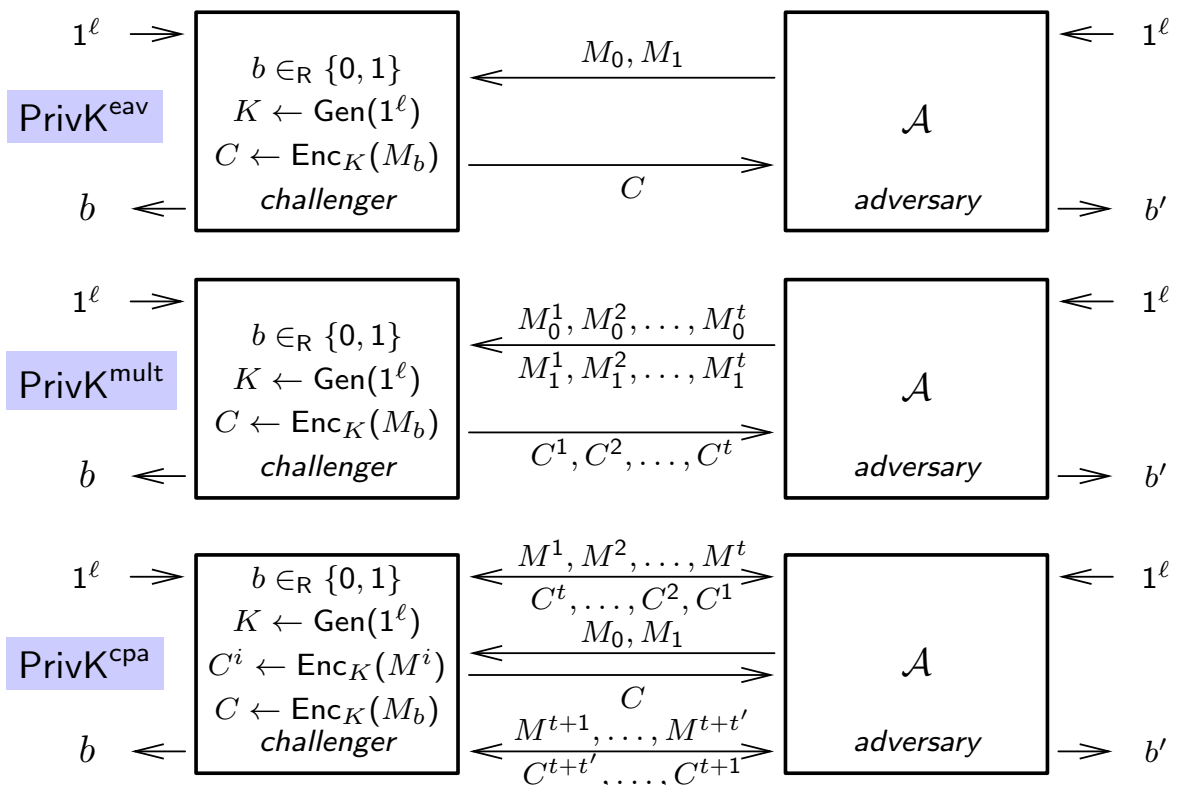 1^ℓ
b ∈_R {0, 1}
K ← Gen(1^ℓ)
C ← Enc_K(M_b)
challenger
PrivK^eav
b
M_0, M_1
C
𝒜
adversary
1^ℓ
b′
1^ℓ
b ∈_R {0, 1}
K ← Gen(1^ℓ)
C ← Enc_K(M_b)
challenger
PrivK^mult
b
M_0^1, M_0^2, . . . , M_0^t
M_1^1, M_1^2, . . . , M_1^t
C^1, C^2, . . . , C^t
𝒜
adversary
1^ℓ
b′
1^ℓ
b ∈_R {0, 1}
K ← Gen(1^ℓ)
C^i ← Enc_K(M^i)
C ← Enc_K(M_b)
challenger
PrivK^cpa
b
M^1, M^2, . . . , M^t
C^t, . . . , C^2, C^1
M_0, M_1
C
M^{t+1}, . . . , M^{t+t′}
C^{t+t′}, . . . , C^{t+1}
𝒜
adversary
1^ℓ
b′